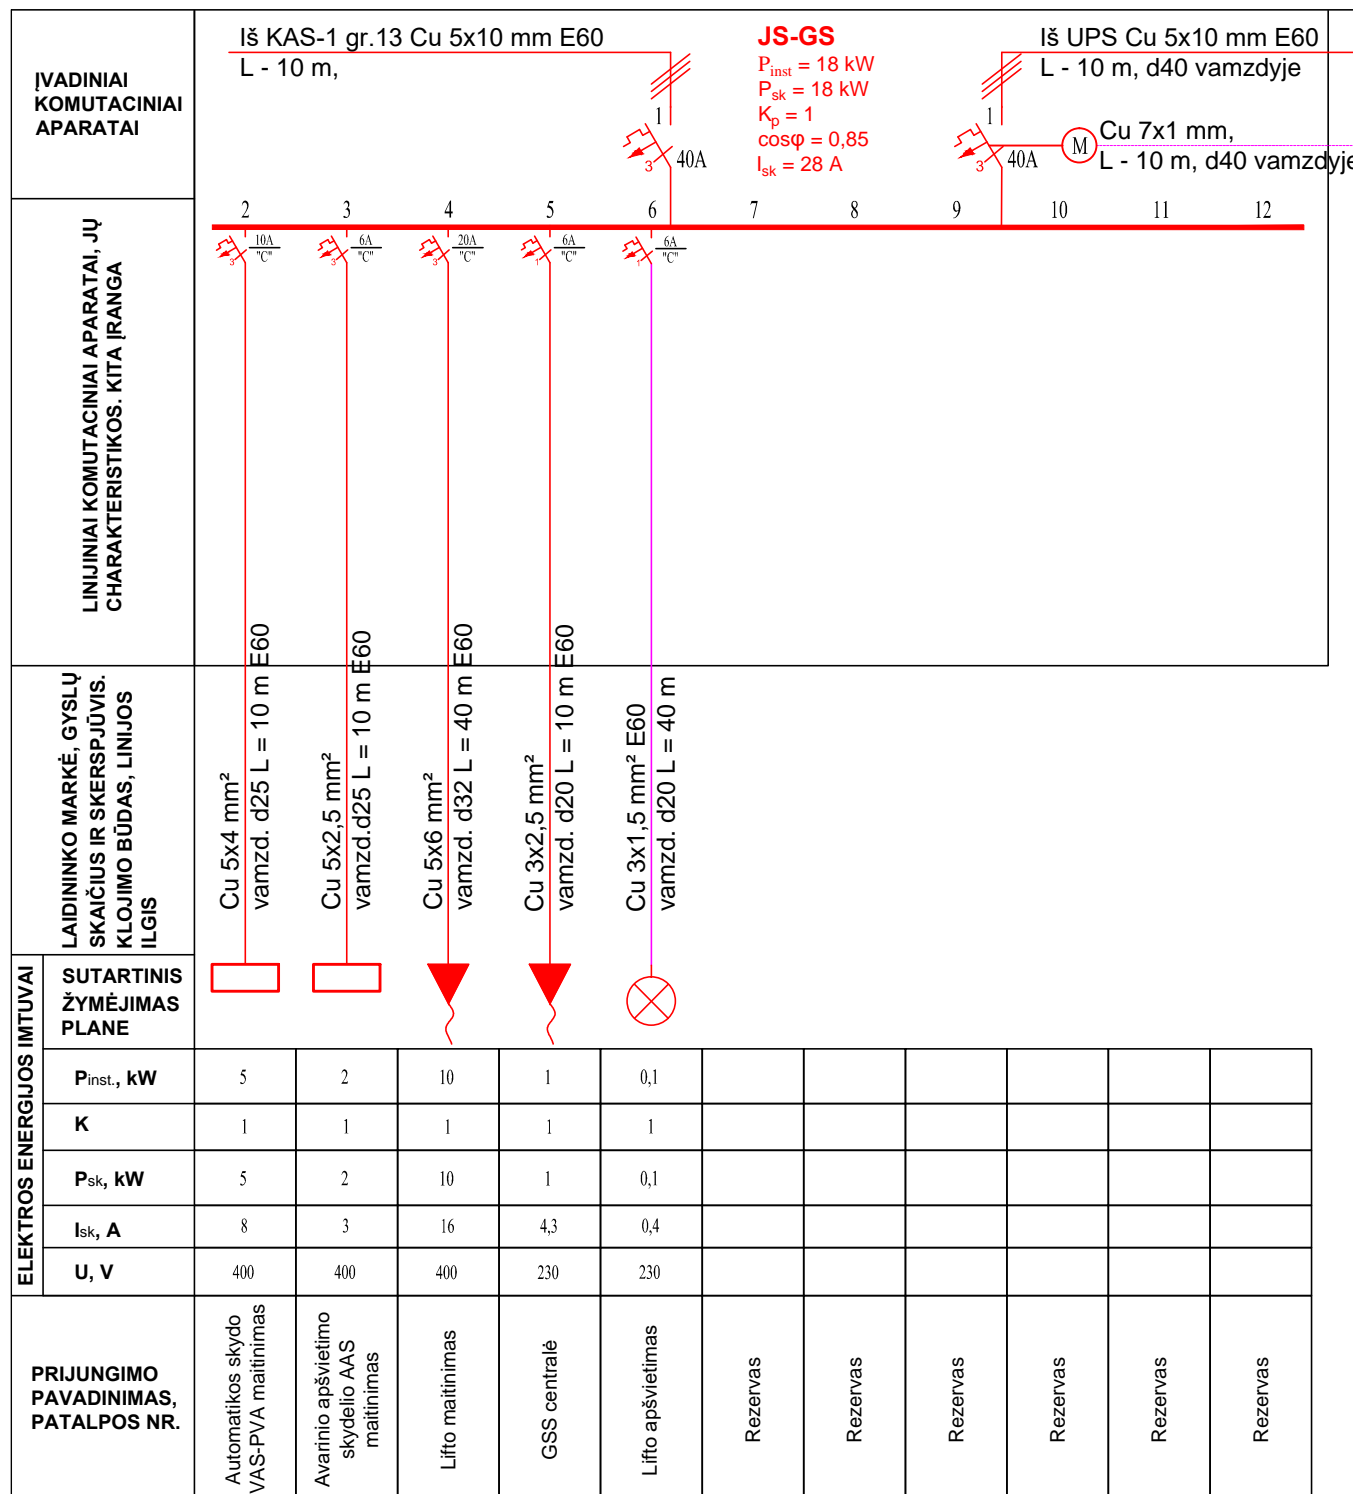 ĮVADINIAI
KOMUTACINIAI
APARATAI
Iš KAS-1 gr.13 Cu 5x10 mm E60
L - 10 m,
1
3
40A
JS-GS
Pinst = 18 kW
Psk = 18 kW
Kp = 1
cosφ = 0,85
Isk = 28 A
Iš UPS Cu 5x10 mm E60
L - 10 m, d40 vamzdyje
1
3
40A
M
Cu 7x1 mm,
L - 10 m, d40 vamzdyje
LINIJINIAI KOMUTACINIAI APARATAI, JŲ
CHARAKTERISTIKOS. KITA ĮRANGA
2 3 4 5 6 7 8 9 10 11 12
3 10A "C"
3 6A "C"
3 20A "C"
1 6A "C"
1 6A "C"
LAIDININKO MARKĖ, GYSLŲ
SKAIČIUS IR SKERSPJŪVIS.
KLOJIMO BŪDAS, LINIJOS
ILGIS
Cu 5x4 mm²
vamzd. d25 L = 10 m E60
Cu 5x2,5 mm²
vamzd.d25 L = 10 m E60
Cu 5x6 mm²
vamzd. d32 L = 40 m E60
Cu 3x2,5 mm²
vamzd. d20 L = 10 m E60
Cu 3x1,5 mm² E60
vamzd. d20 L = 40 m
ELEKTROS ENERGIJOS IMTUVAI
SUTARTINIS
ŽYMĖJIMAS
PLANE
Pinst., kW 5 2 10 1 0,1
K 1 1 1 1 1
Psk, kW 5 2 10 1 0,1
Isk, A 8 3 16 4,3 0,4
U, V 400 400 400 230 230
PRIJUNGIMO
PAVADINIMAS,
PATALPOS NR.
Automatikos skydo
VAS-PVA maitinimas
Avarinio apšvietimo
skydelio AAS
maitinimas
Lifto maitinimas
GSS centralė
Lifto apšvietimas
Rezervas
Rezervas
Rezervas
Rezervas
Rezervas
Rezervas